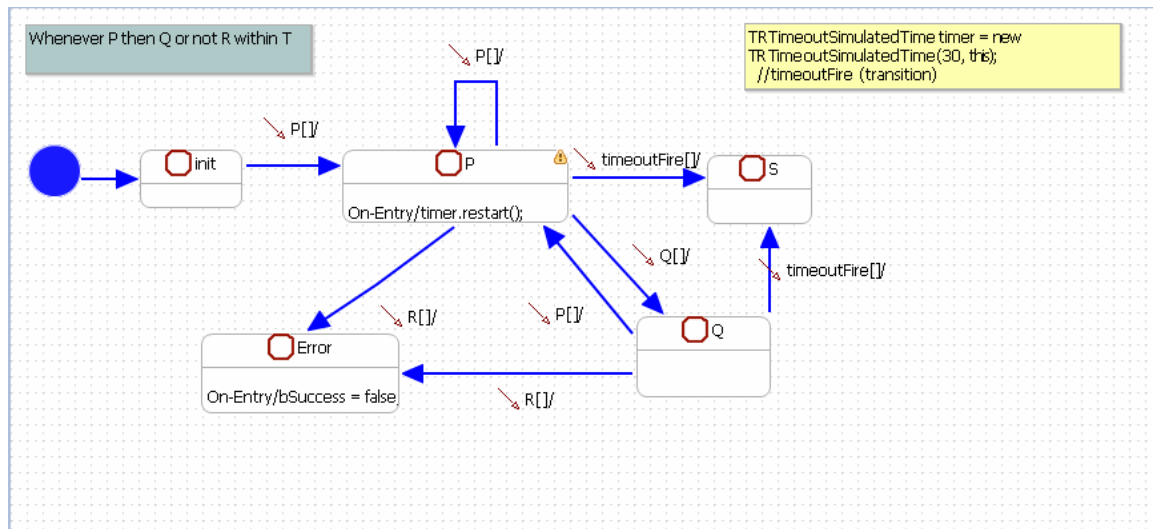 Whenever P then Q or not R within T
TRTimeoutSimulatedTime timer = new
TRTimeoutSimulatedTime(30, this);
//timeoutFire (transition)
P[]/
P[]/
init
P
timeoutFire[]/
S
On-Entry/timer.restart();
Q[]/
timeoutFire[]/
R[]/
P[]/
Q
Error
On-Entry/bSuccess = false
R[]/